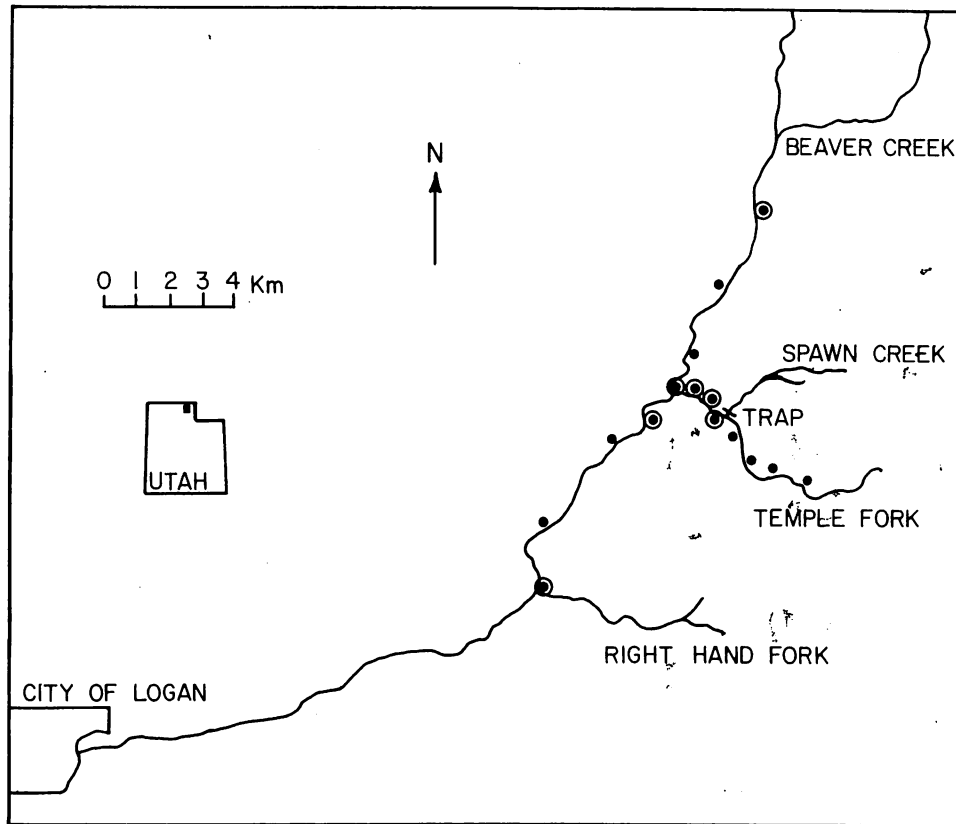 BEAVER CREEK
N
0 1 2 3 4 Km
SPAWN CREEK
TRAP
UTAH
TEMPLE FORK
RIGHT HAND FORK
CITY OF LOGAN